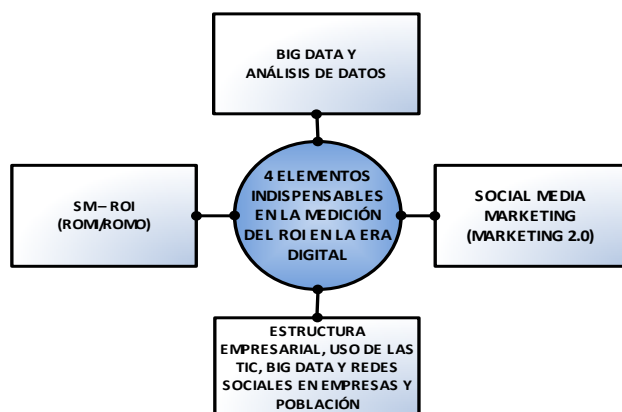 BIG DATA Y
ANÁLISIS DE DATOS
4 ELEMENTOS
INDISPENSABLES
EN LA MEDICIÓN
DEL ROI EN LA ERA
DIGITAL
SM – ROI
(ROMI/ROMO)
SOCIAL MEDIA
MARKETING
(MARKETING 2.0)
ESTRUCTURA
EMPRESARIAL, USO DE LAS
TIC, BIG DATA Y REDES
SOCIALES EN EMPRESAS Y
POBLACIÓN